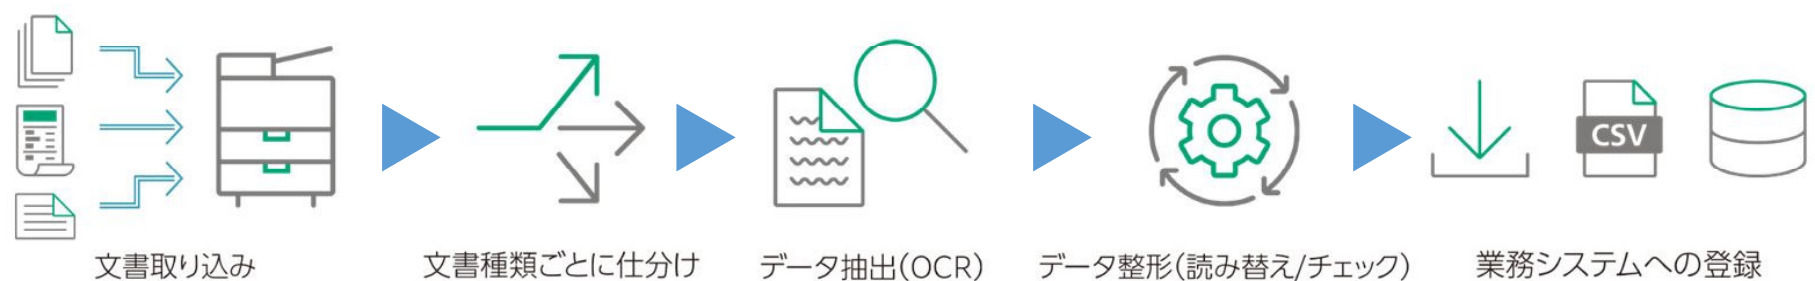 CSV
文書取り込み
文書種類ごとに仕分け
データ抽出(OCR)
データ整形(読み替え/チェック)
業務システムへの登録